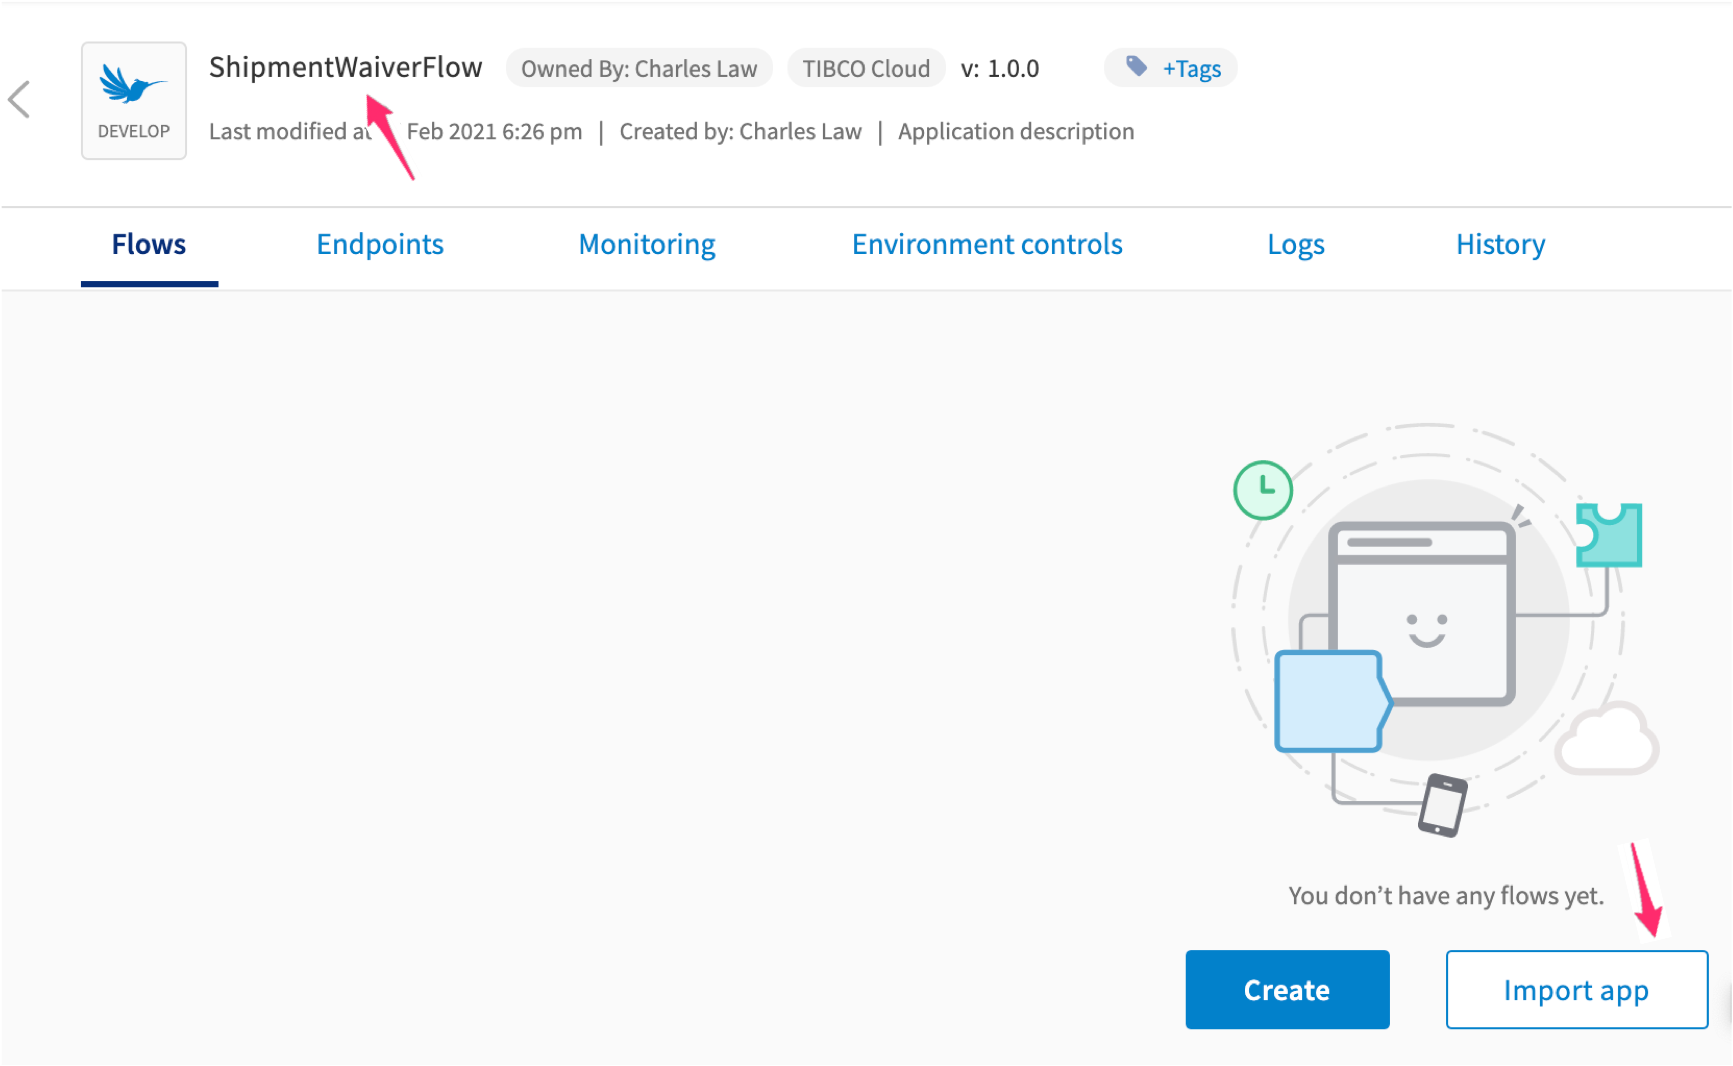 ShipmentWaiverFlow Owned By: Charles Law TIBCO Cloud v: 1.0.0 +Tags
DEVELOP
Last modified Feb 2021 6:26 pm | Created by: Charles Law | Application description
Flows Endpoints Monitoring Environment controls Logs History
You don’t have any flows yet.
Create Import app